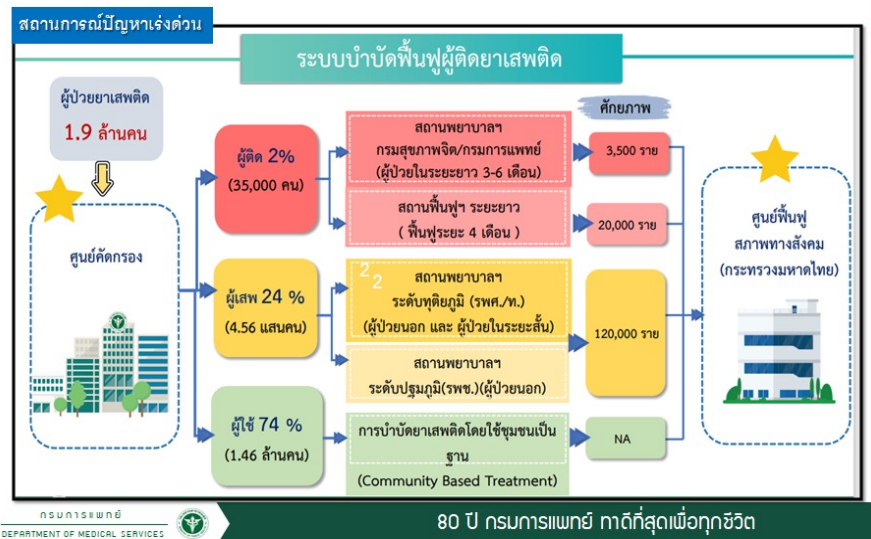 สถานการณ์ปัญหาเร่งด่วน
ระบบบำบัดฟื้นฟูผู้ติดยาเสพติด
ผู้ป่วยยาเสพติด
1.9 ล้านคน
ศูนย์คัดกรอง
ผู้ติด 2%
(35,000 คน)
สถานพยาบาลฯ
กรมสุขภาพจิต/กรมการแพทย์
(ผู้ป่วยในระยะยาว 3-6 เดือน)
สถานฟื้นฟูฯ ระยะยาว
( ฟื้นฟูระยะ 4 เดือน )
ศักยภาพ
3,500 ราย
20,000 ราย
ผู้เสพ 24 %
(4.56 แสนคน)
2
2
สถานพยาบาลฯ
ระดับทุติยภูมิ (รพศ./ท.)
(ผู้ป่วยนอก และ ผู้ป่วยในระยะสั้น)
สถานพยาบาลฯ
ระดับปฐมภูมิ(รพช.)(ผู้ป่วยนอก)
120,000 ราย
ผู้ใช้ 74 %
(1.46 ล้านคน)
การบำบัดยาเสพติดโดยใช้ชุมชนเป็น
ฐาน
(Community Based Treatment)
NA
ศูนย์ฟื้นฟู
สภาพทางสังคม
(กระทรวงมหาดไทย)
กรมการแพทย์
DEPARTMENT OF MEDICAL SERVICES
80 ปี กรมการแพทย์ ทำดีที่สุดเพื่อทุกชีวิต